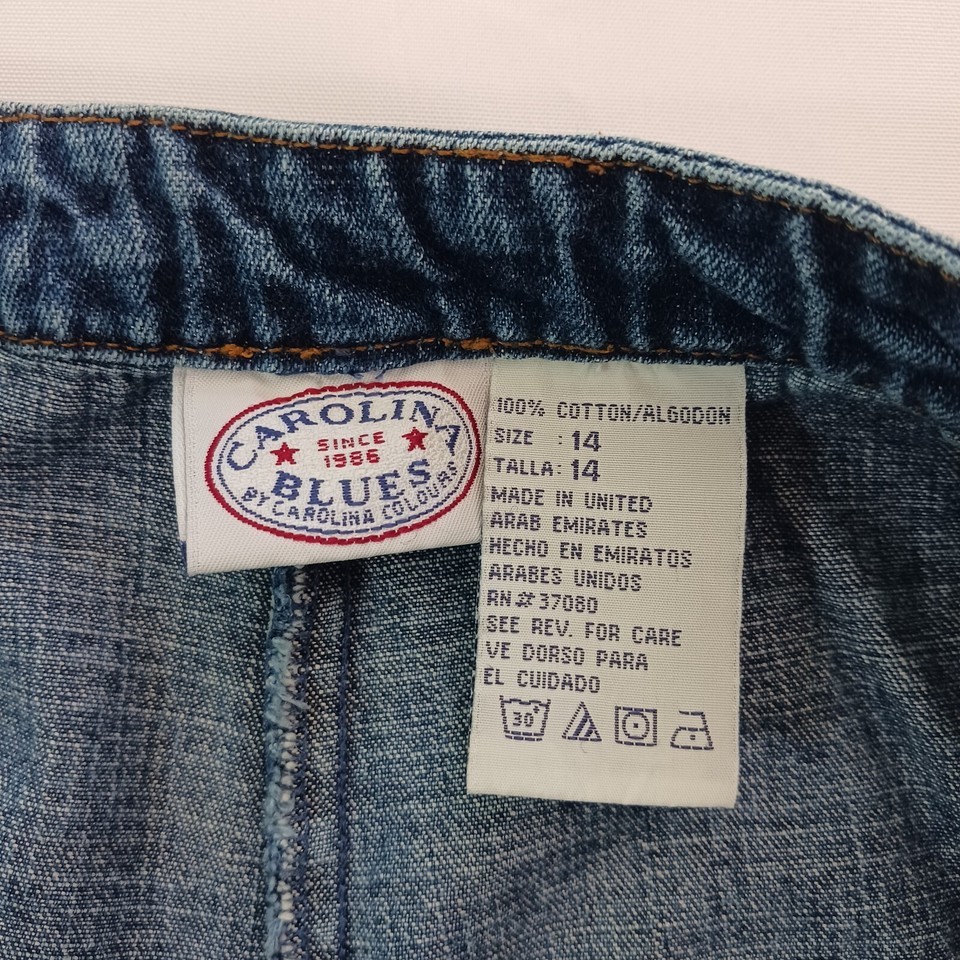 CAROLINA
SINCE
1986
BLUES
BY CAROLINA COLOURS
100% COTTON/ALGODON
SIZE : 14
TALLA: 14
MADE IN UNITED
ARAB EMIRATES
HECHO EN EMIRATOS
ARABES UNIDOS
RN#37080
SEE REV. FOR CARE
VE DORSO PARA
EL CUIDADO
30°